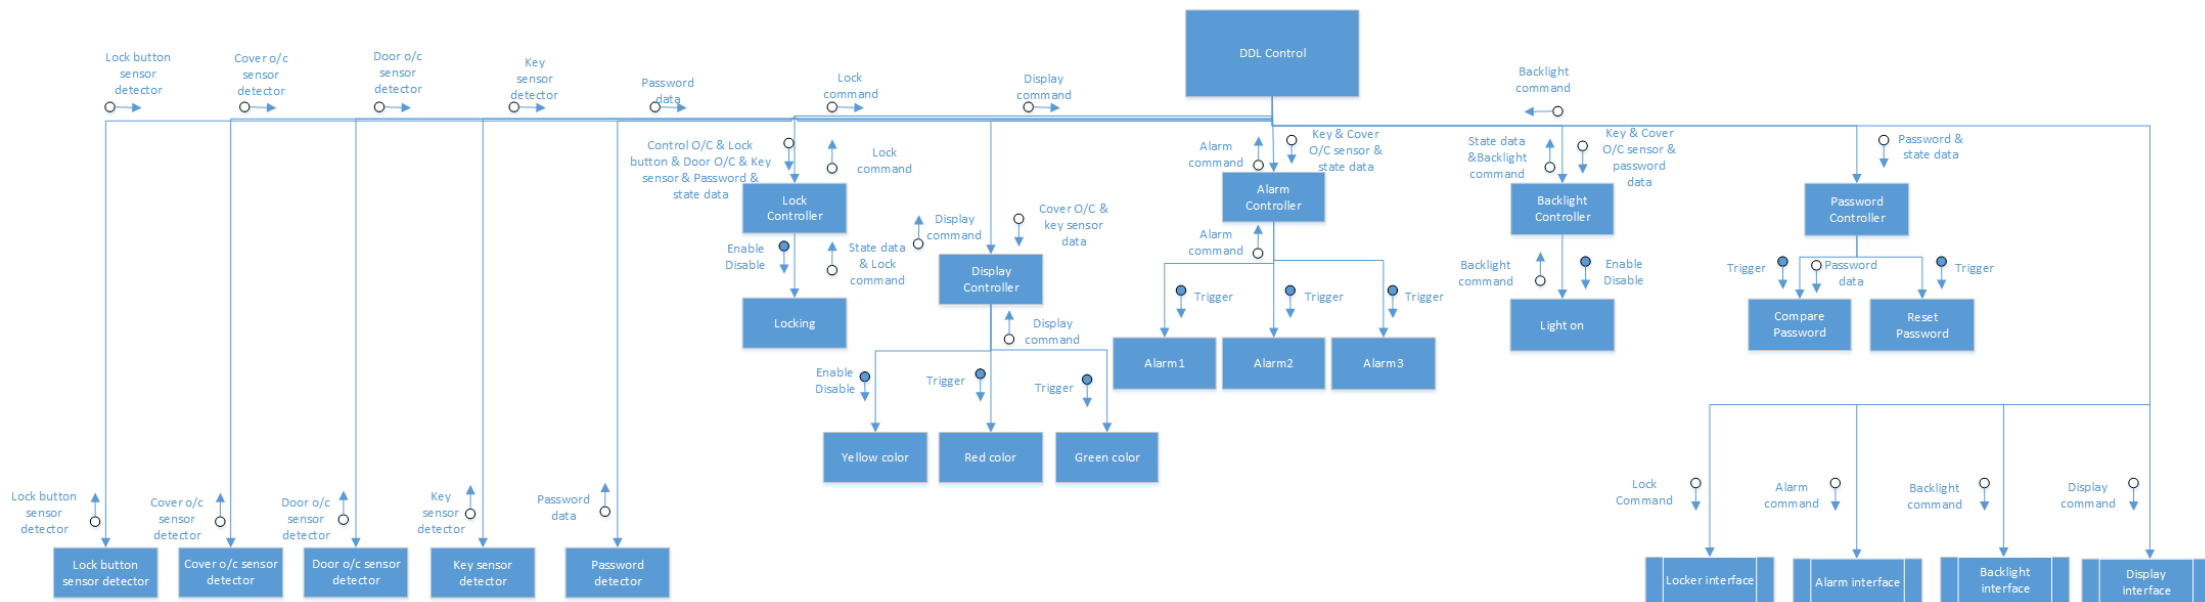 DDL Control
Lock button
sensor
detector
Cover o/c
sensor
detector
Door o/c
sensor
detector
Key
sensor
detector
Password
data
Lock
command
Display
command
Backlight
command
Control O/C & Lock
button & Door O/C & Key
sensor & Password &
state data
Lock
command
Alarm
command
Key & Cover
O/C sensor &
state data
State data
&Backlight
command
Key & Cover
O/C sensor &
password
data
Password &
state data
Lock
Controller
Alarm
Controller
Backlight
Controller
Password
Controller
Enable
Disable
State data
& Lock
command
Display
command
Cover O/C &
key sensor
data
Alarm
command
Backlight
command
Enable
Disable
Trigger
Password
data
Trigger
Display
Controller
Locking
Trigger
Trigger
Trigger
Light on
Compare
Password
Reset
Password
Display
command
Alarm1
Alarm2
Alarm3
Enable
Disable
Trigger
Trigger
Yellow color
Red color
Green color
Lock button
sensor
detector
Cover o/c
sensor
detector
Door o/c
sensor
detector
Key
sensor
detector
Password
data
Lock
Command
Alarm
command
Backlight
command
Display
command
Lock button
sensor detector
Cover o/c sensor
detector
Door o/c sensor
detector
Key sensor
detector
Password
detector
Locker interface
Alarm interface
Backlight
interface
Display
interface